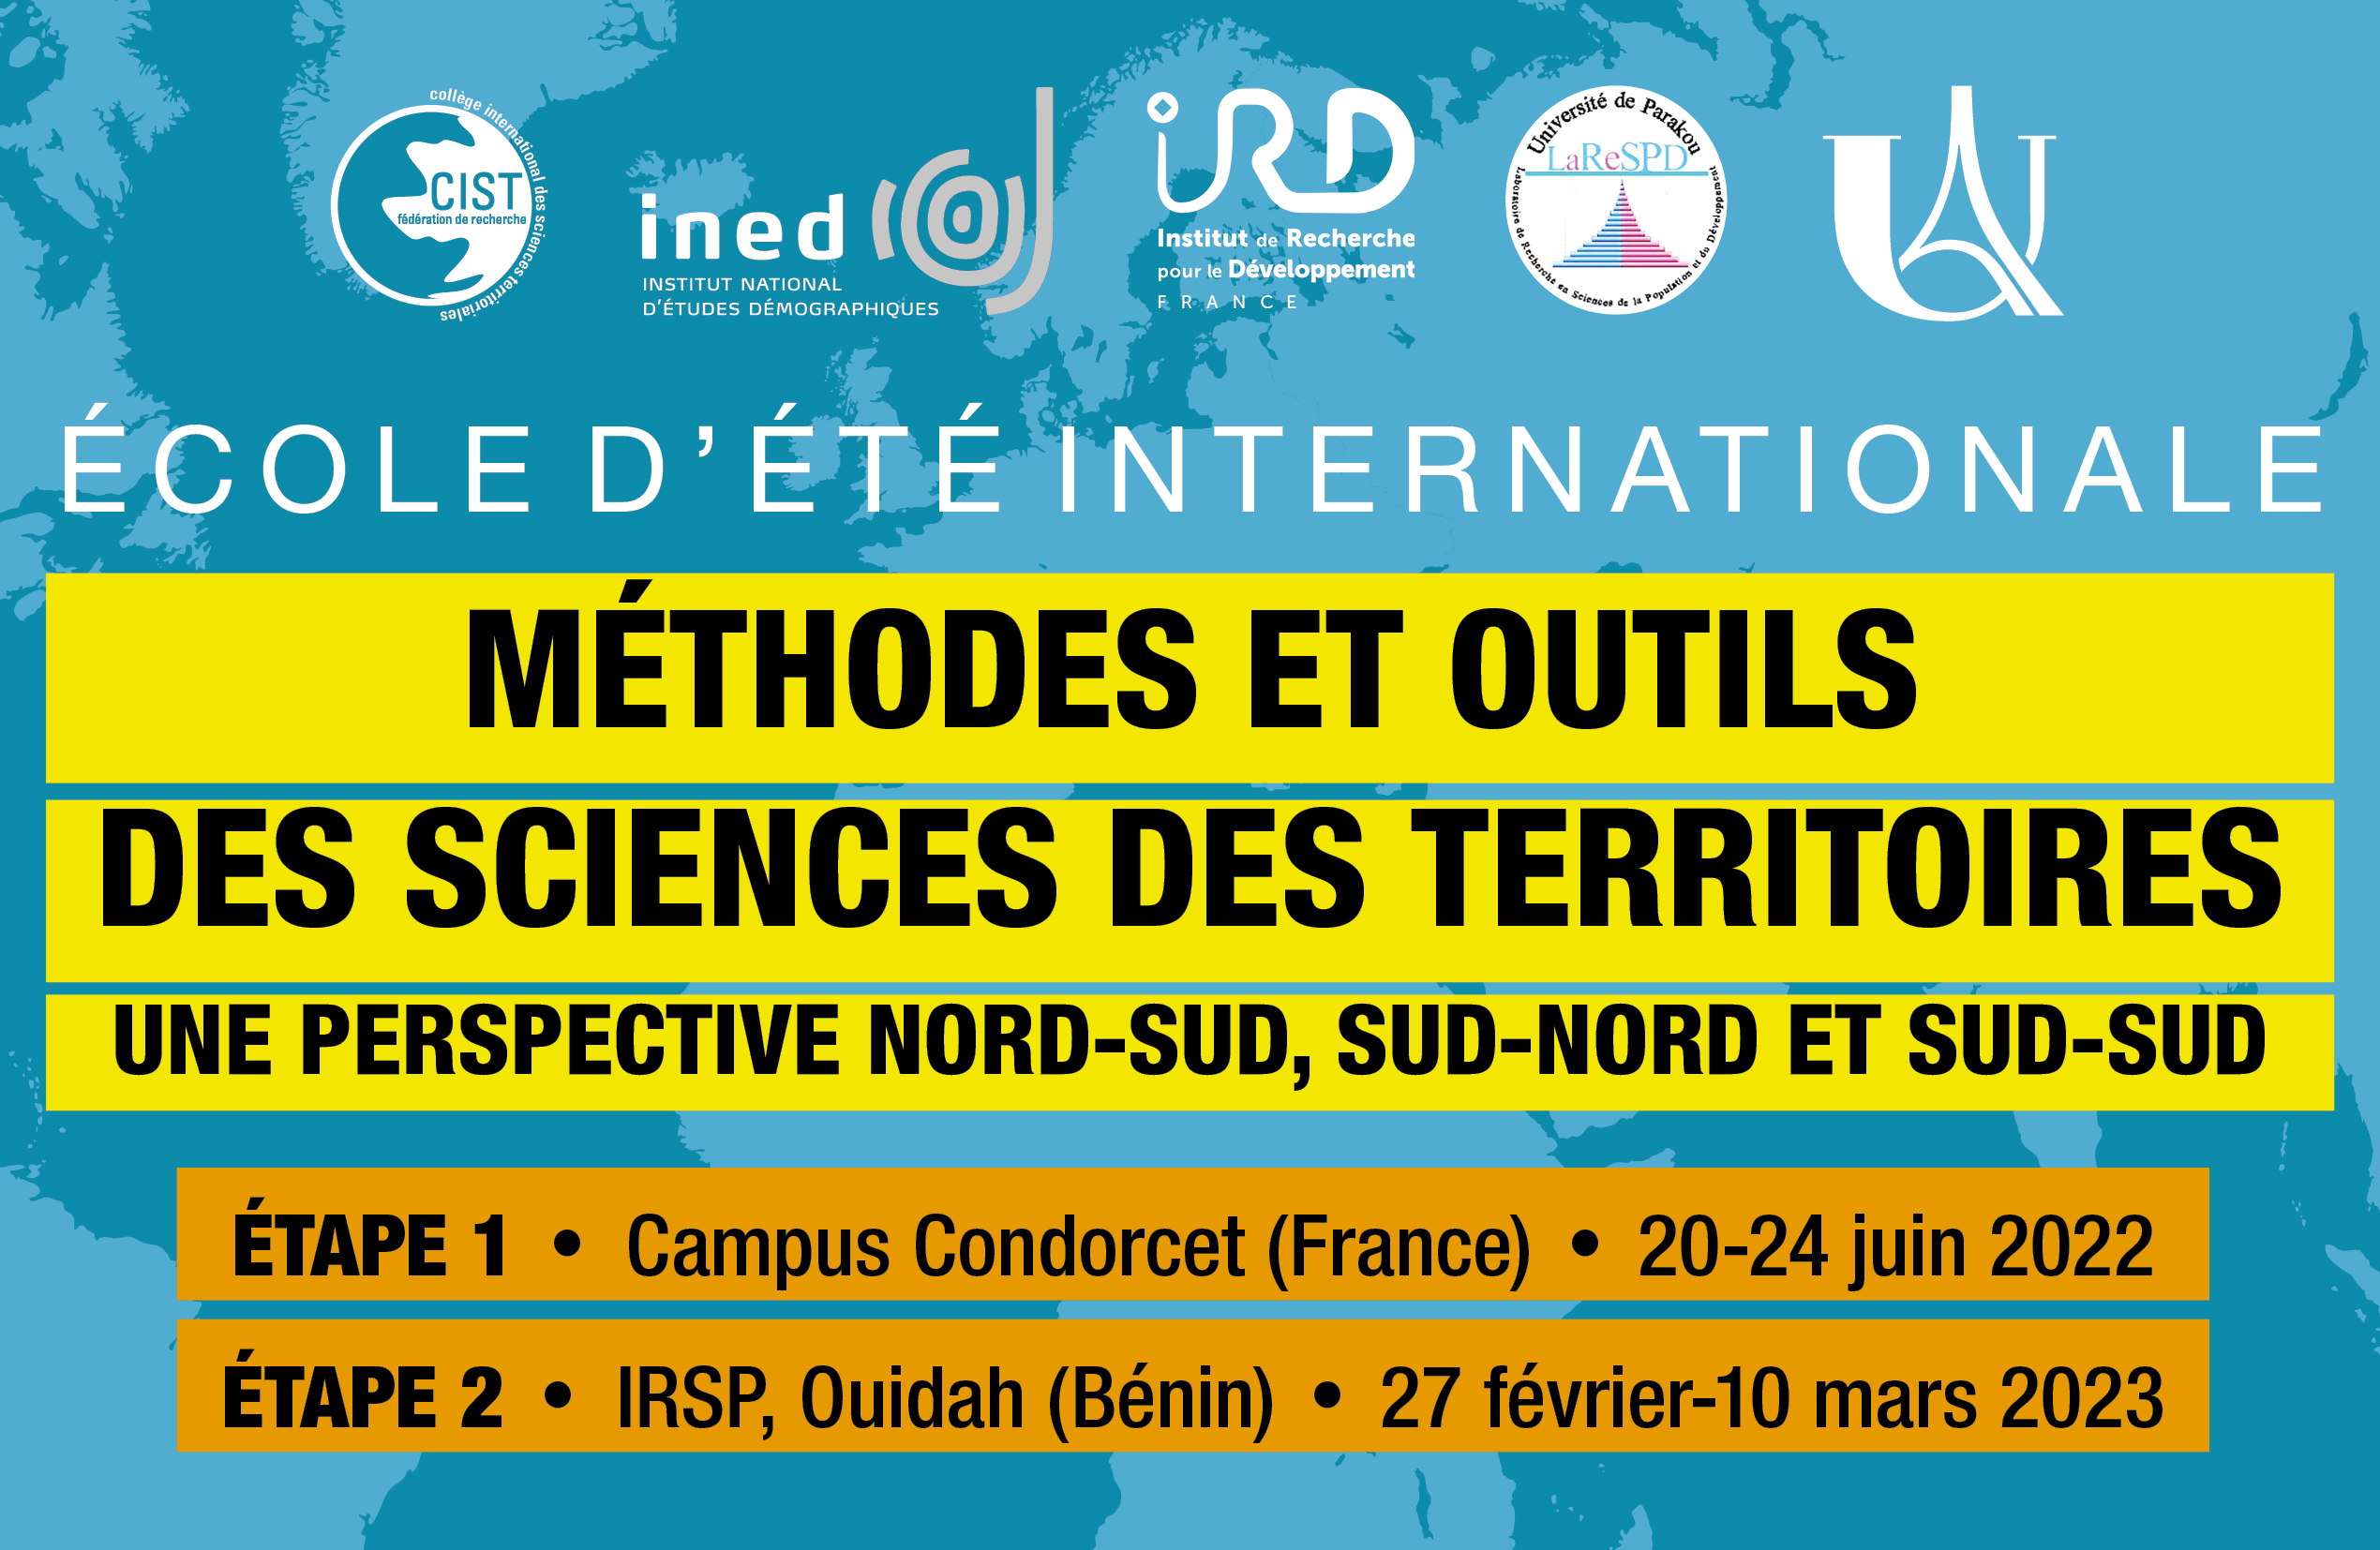 collège international des sciences territoriales
CIST
fédération de recherche
ined
INSTITUT NATIONAL
D'ÉTUDES DÉMOGRAPHIQUES
IRD
Institut de Recherche
pour le Développement
FRANCE
Université de Parakou
LaReSPD
Laboratoire de Recherche en Sciences de la Population et du Développement
U
ÉCOLE D'ÉTÉ INTERNATIONALE
MÉTHODES ET OUTILS
DES SCIENCES DES TERRITOIRES
UNE PERSPECTIVE NORD-SUD, SUD-NORD ET SUD-SUD
ÉTAPE 1 • Campus Condorcet (France) • 20-24 juin 2022
ÉTAPE 2 • IRSP, Ouidah (Bénin) • 27 février-10 mars 2023